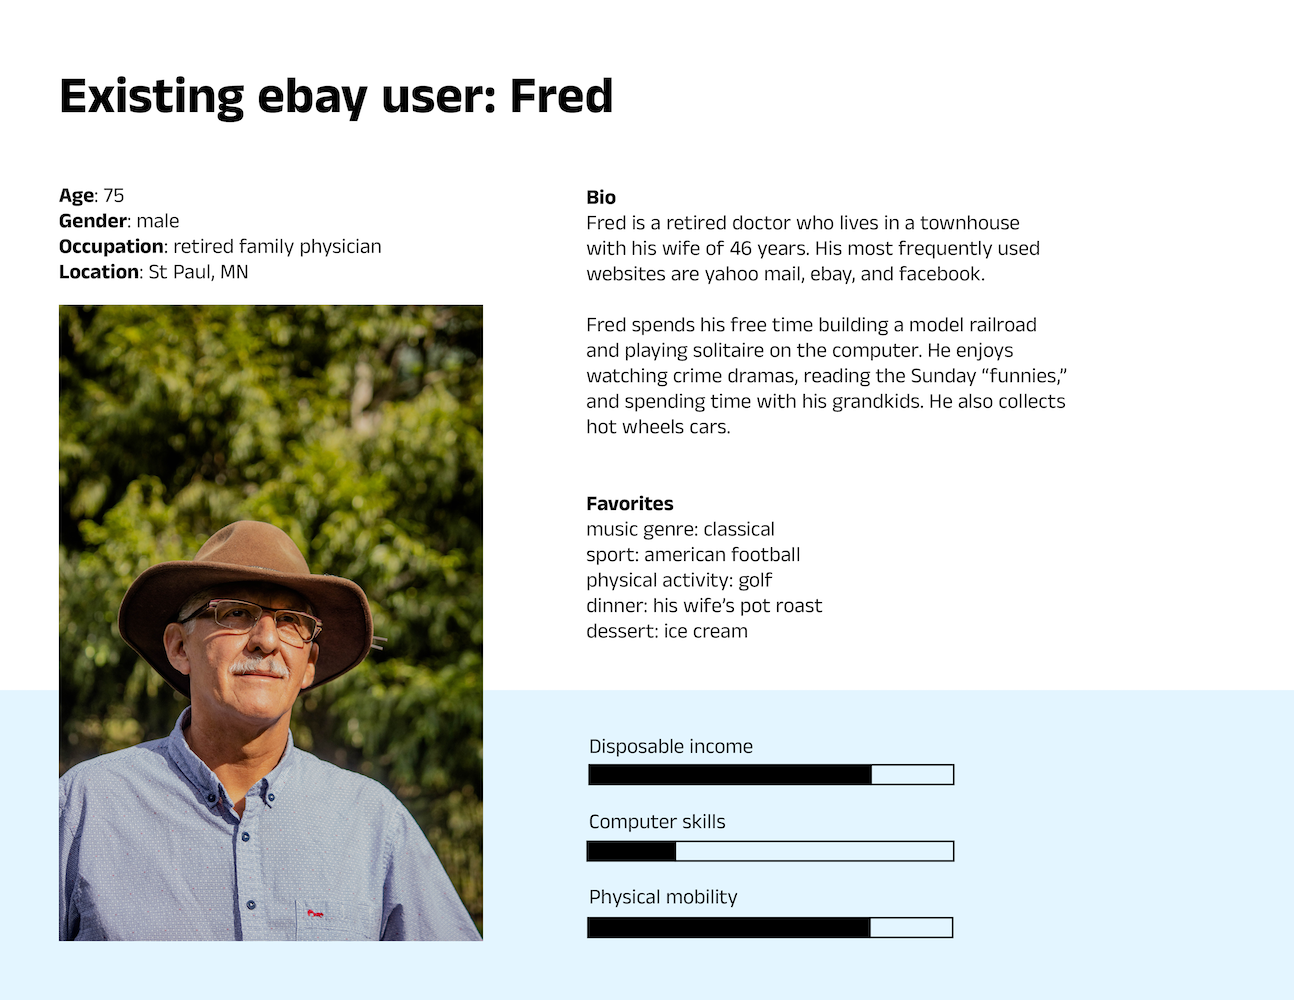 Existing ebay user: Fred
Age: 75
Gender: male
Occupation: retired family physician
Location: St Paul, MN
Bio
Fred is a retired doctor who lives in a townhouse
with his wife of 46 years. His most frequently used
websites are yahoo mail, ebay, and facebook.
Fred spends his free time building a model railroad
and playing solitaire on the computer. He enjoys
watching crime dramas, reading the Sunday “funnies,”
and spending time with his grandkids. He also collects
hot wheels cars.
Favorites
music genre: classical
sport: american football
physical activity: golf
dinner: his wife’s pot roast
dessert: ice cream
Disposable income
Computer skills
Physical mobility